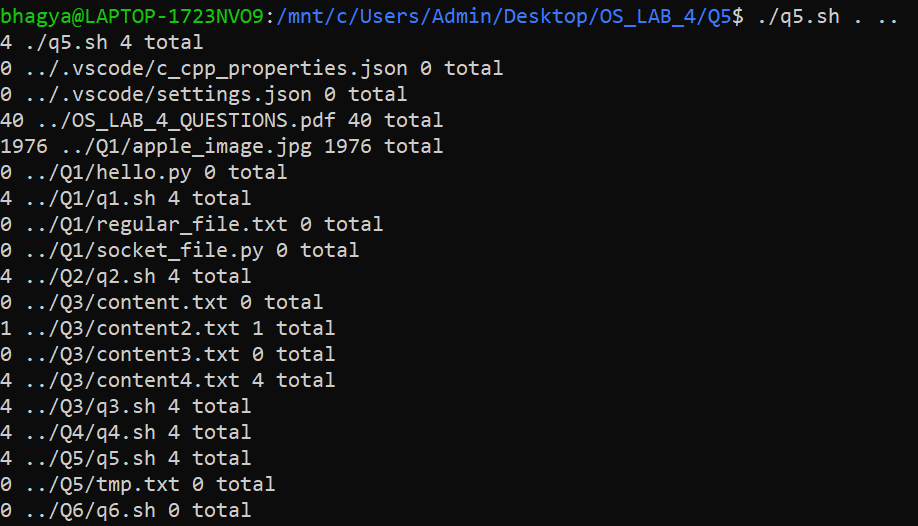 bhagya@LAPTOP-1723NVO9:/mnt/c/Users/Admin/Desktop/OS_LAB_4/Q5$ ./q5.sh . ..
4 ./q5.sh 4 total
0 ../.vscode/c_cpp_properties.json 0 total
0 ../.vscode/settings.json 0 total
40 ../OS_LAB_4_QUESTIONS.pdf 40 total
1976 ../Q1/apple_image.jpg 1976 total
0 ../Q1/hello.py 0 total
4 ../Q1/q1.sh 4 total
0 ../Q1/regular_file.txt 0 total
0 ../Q1/socket_file.py 0 total
4 ../Q2/q2.sh 4 total
0 ../Q3/content.txt 0 total
1 ../Q3/content2.txt 1 total
0 ../Q3/content3.txt 0 total
4 ../Q3/content4.txt 4 total
4 ../Q3/q3.sh 4 total
4 ../Q4/q4.sh 4 total
4 ../Q5/q5.sh 4 total
0 ../Q5/tmp.txt 0 total
0 ../Q6/q6.sh 0 total